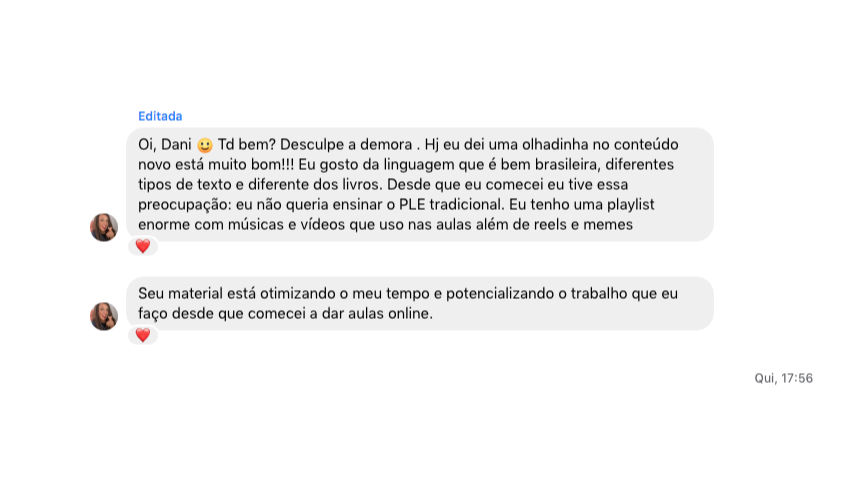 Editada
Oi, Dani 😀 Td bem? Desculpe a demora . Hj eu dei uma olhadinha no conteúdo
novo está muito bom!!! Eu gosto da linguagem que é bem brasileira, diferentes
tipos de texto e diferente dos livros. Desde que eu comecei eu tive essa
preocupação: eu não queria ensinar o PLE tradicional. Eu tenho uma playlist
enorme com músicas e vídeos que uso nas aulas além de reels e memes
Seu material está otimizando o meu tempo e potencializando o trabalho que eu
faço desde que comecei a dar aulas online.
Qui, 17:56